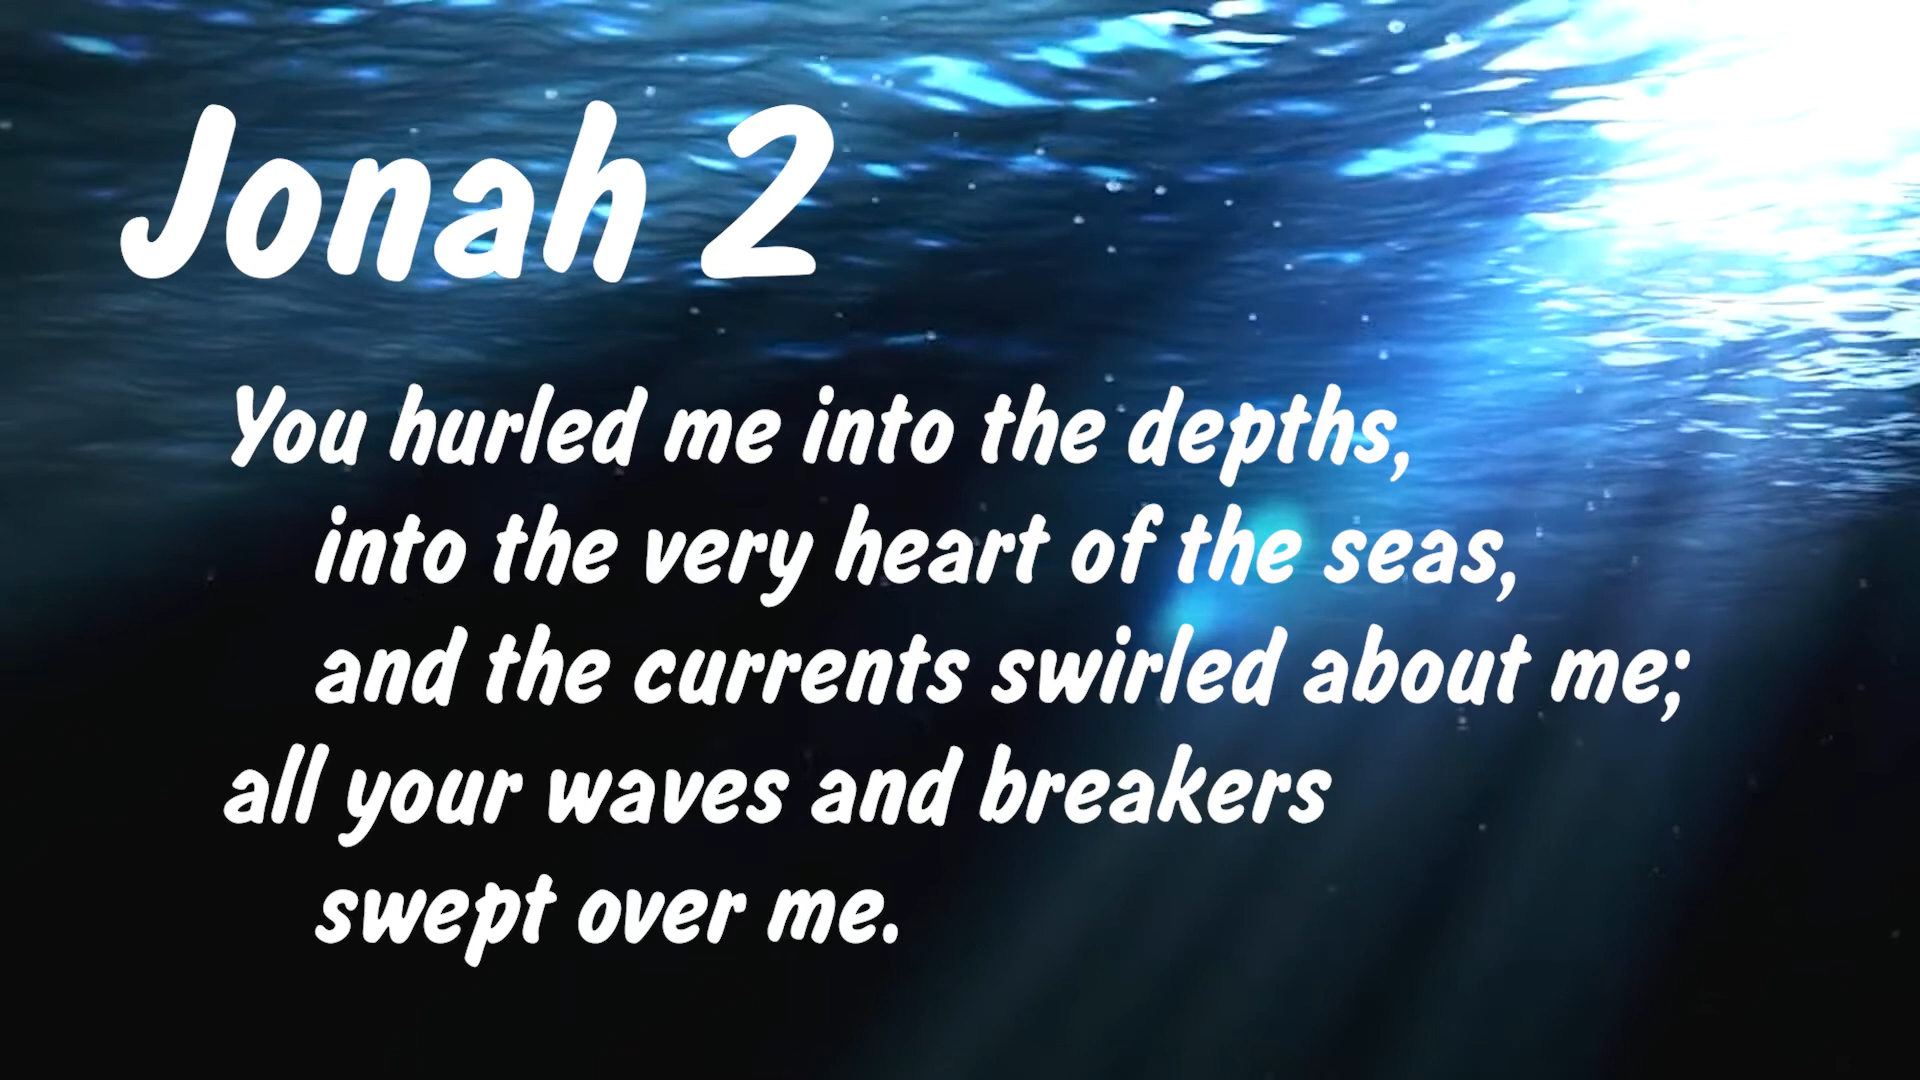 Jonah 2
You hurled me into the depths,
into the very heart of the seas,
and the currents swirled about me;
all your waves and breakers
swept over me.